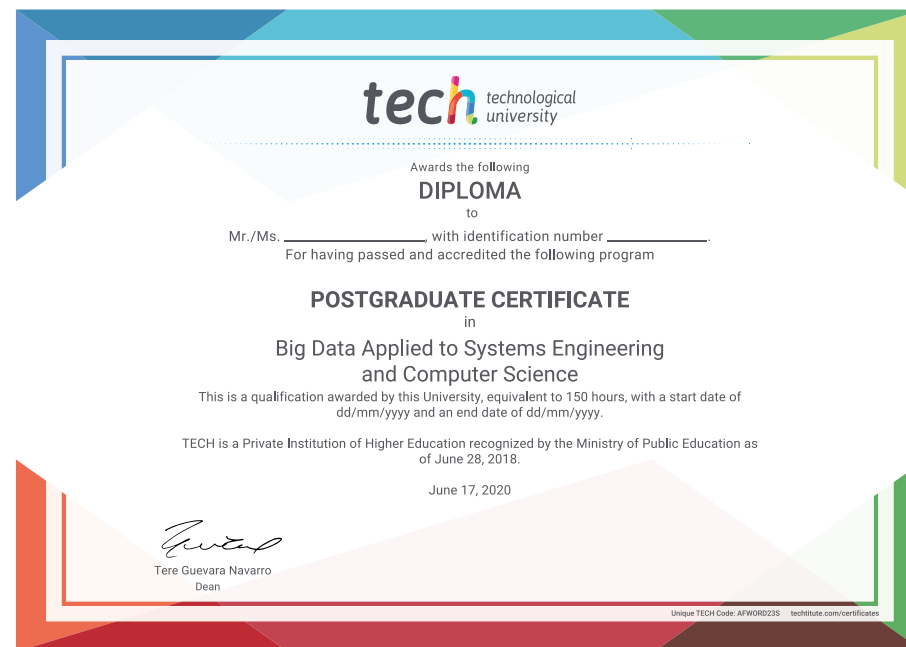 tech technological
university
Awards the following
DIPLOMA
to
Mr./Ms. ____________, with identification number ____________.
For having passed and accredited the following program
POSTGRADUATE CERTIFICATE
in
Big Data Applied to Systems Engineering
and Computer Science
This is a qualification awarded by this University, equivalent to 150 hours, with a start date of
dd/mm/yyyy and an end date of dd/mm/yyyy.
TECH is a Private Institution of Higher Education recognized by the Ministry of Public Education as
of June 28, 2018.
June 17, 2020
Tere Guevara Navarro
Dean
Unique TECH Code: AFWORD23S techtitute.com/certificates